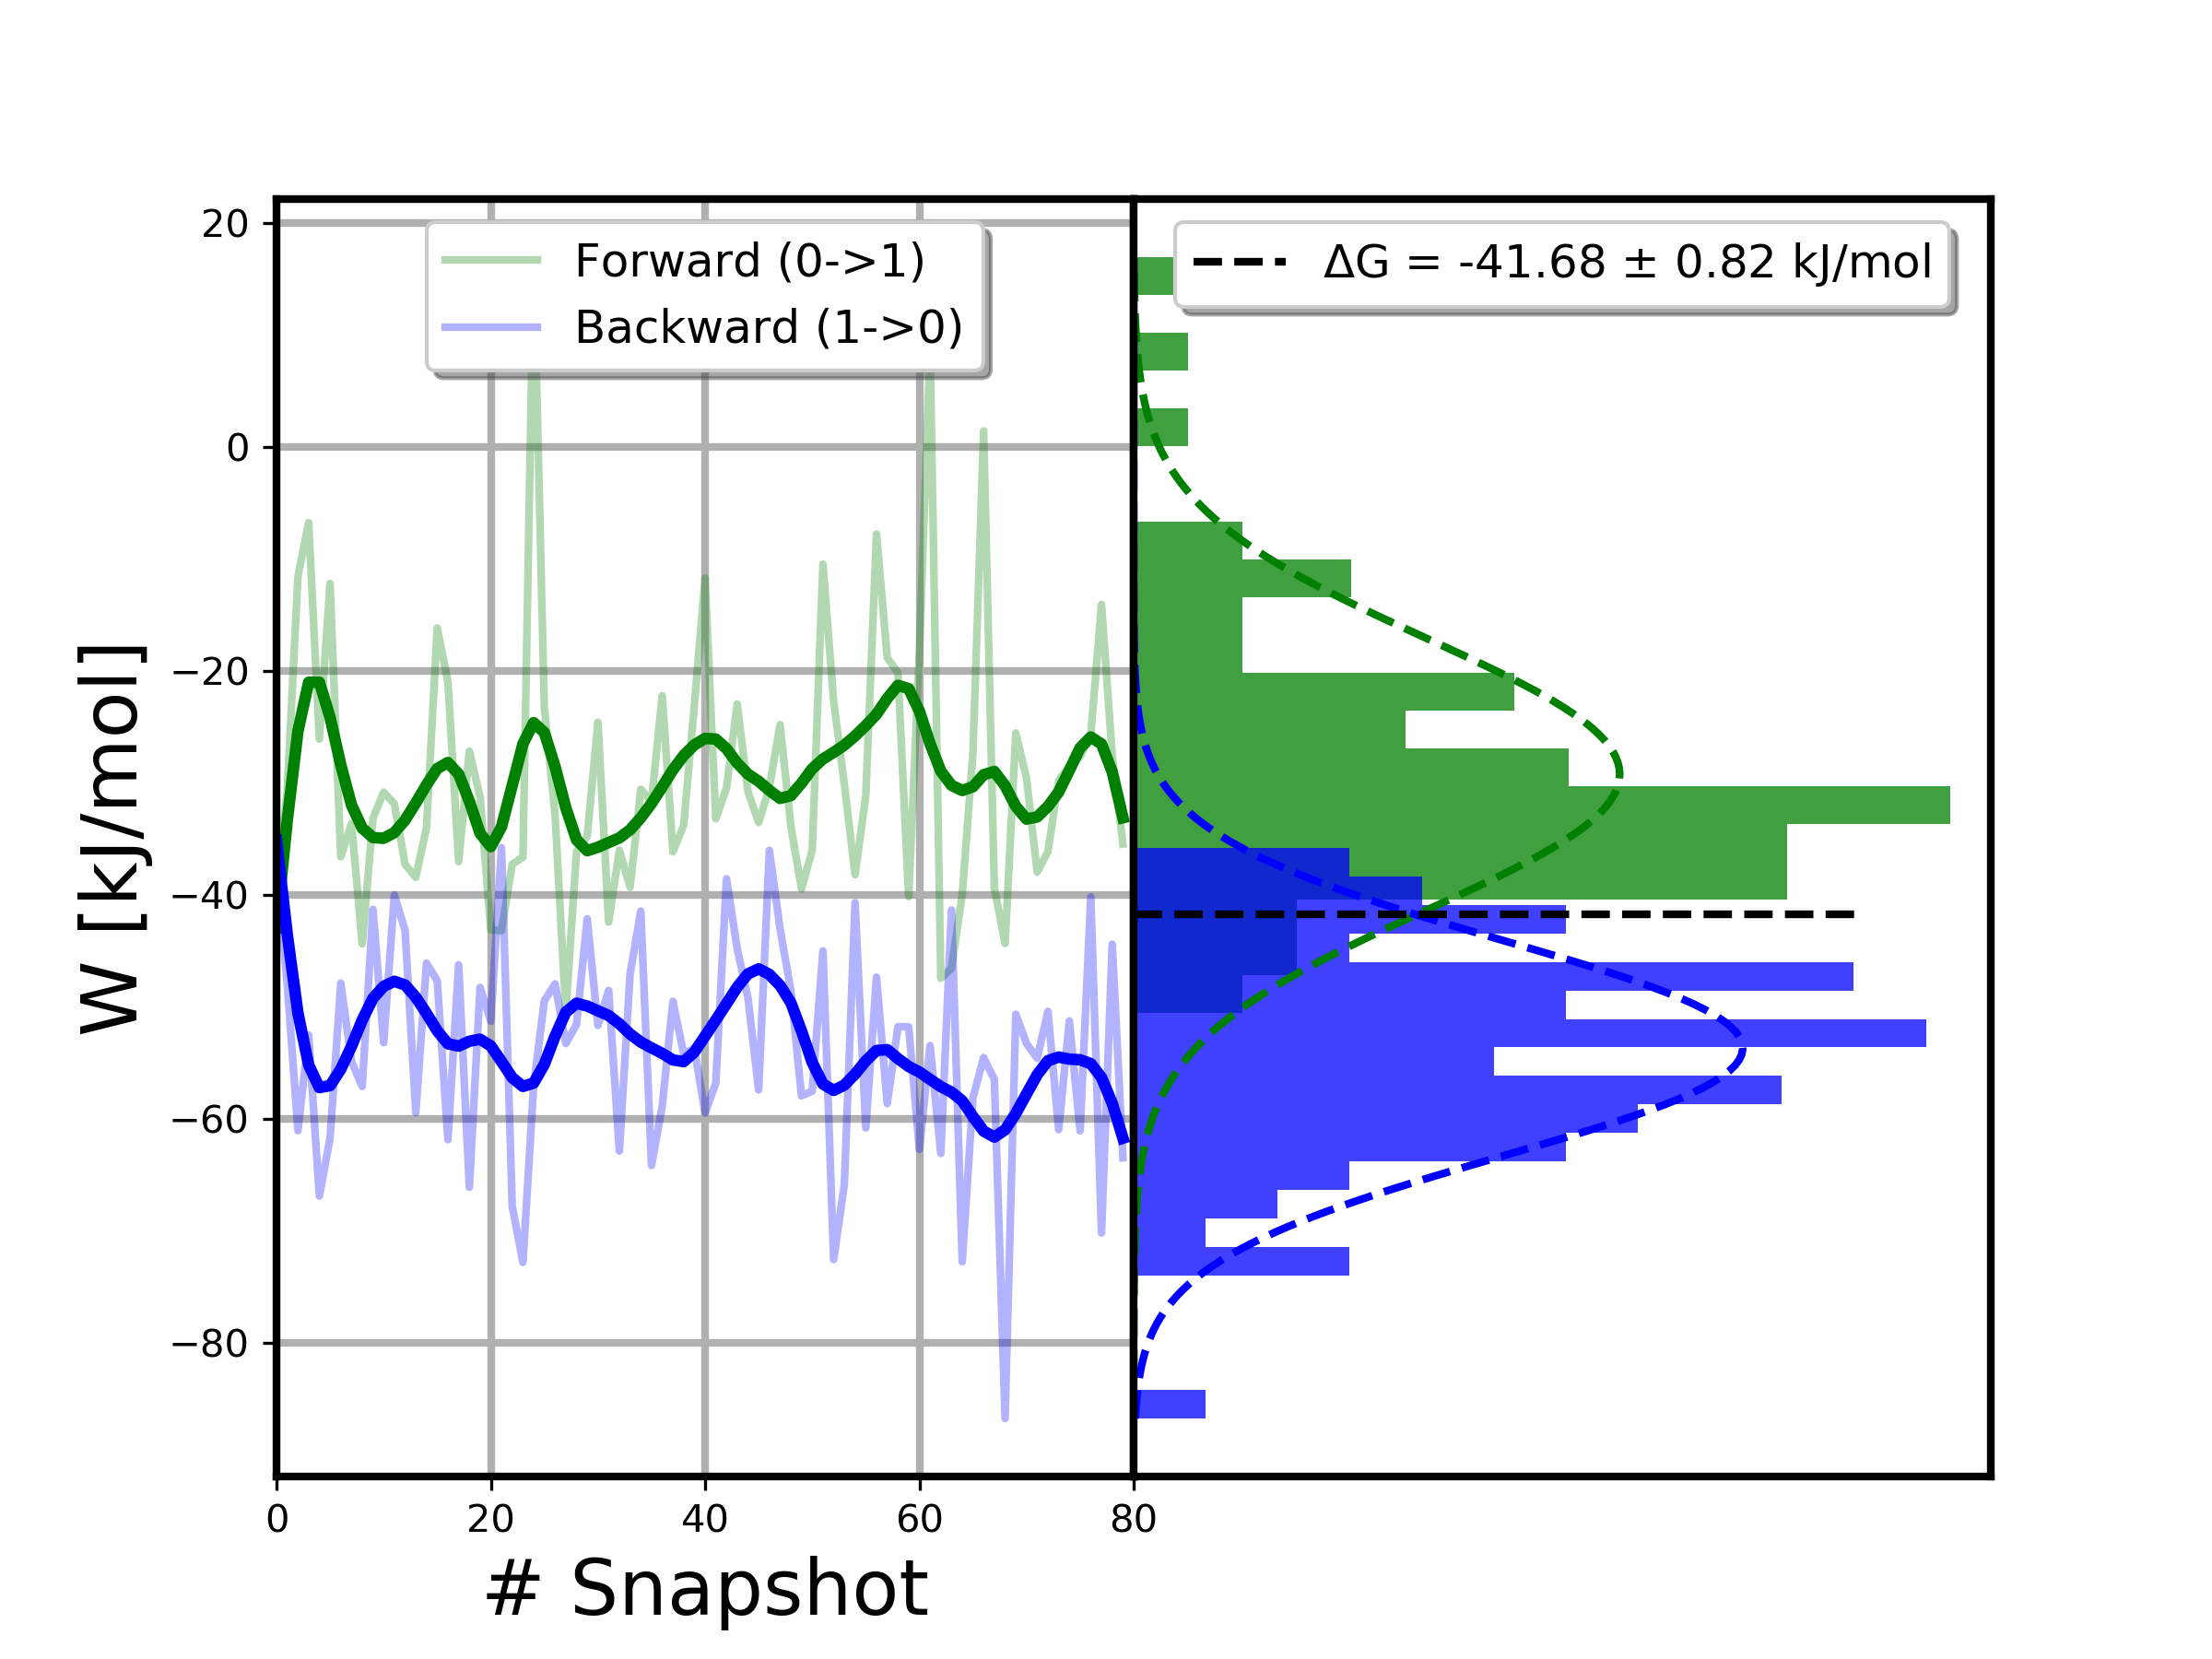 20
0
−20
−40
−60
−80
W [kJ/mol]
Forward (0->1)
Backward (1->0)
ΔG = -41.68 ± 0.82 kJ/mol
0 20 40 60 80
# Snapshot